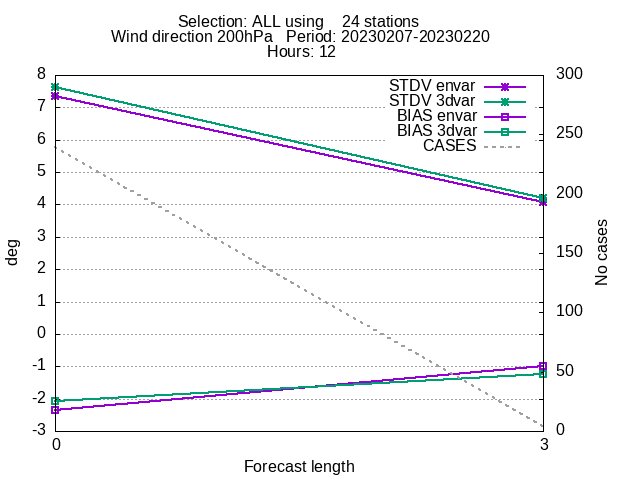 Selection: ALL using    24 stations
Wind direction 200hPa   Period: 20230207-20230220
Hours: 12
8
7
6
5
4
3
2
1
0
-1
-2
-3
300
250
200
150
100
50
0
0
3
STDV envar
STDV 3dvar
BIAS envar
BIAS 3dvar
CASES
deg
No cases
Forecast length